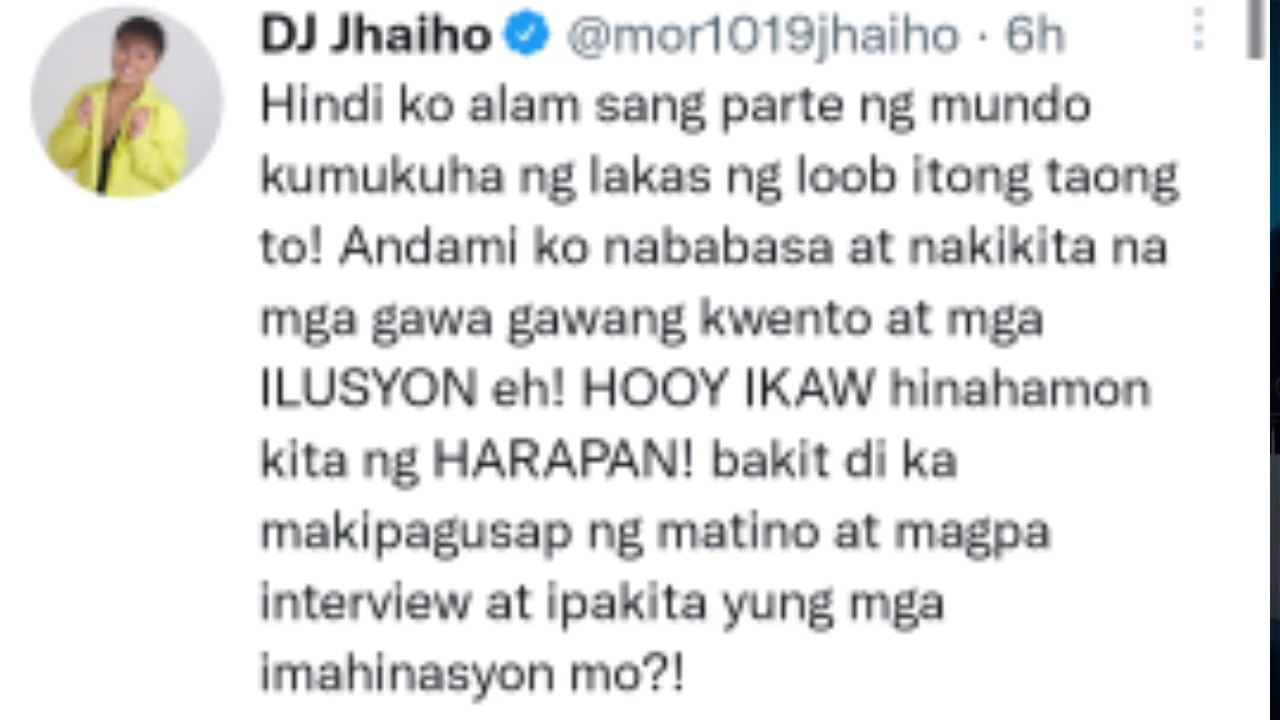 DJ Jhaiho @mor1019jhaiho · 6h
Hindi ko alam sang parte ng mundo
kumukuha ng lakas ng loob itong taong
to! Andami ko nababasa at nakikita na
mga gawa gawang kwento at mga
ILUSYON eh! HOOY IKAW hinahamon
kita ng HARAPAN! bakit di ka
makipagusap ng matino at magpa
interview at ipakita yung mga
imahinasyon mo?!